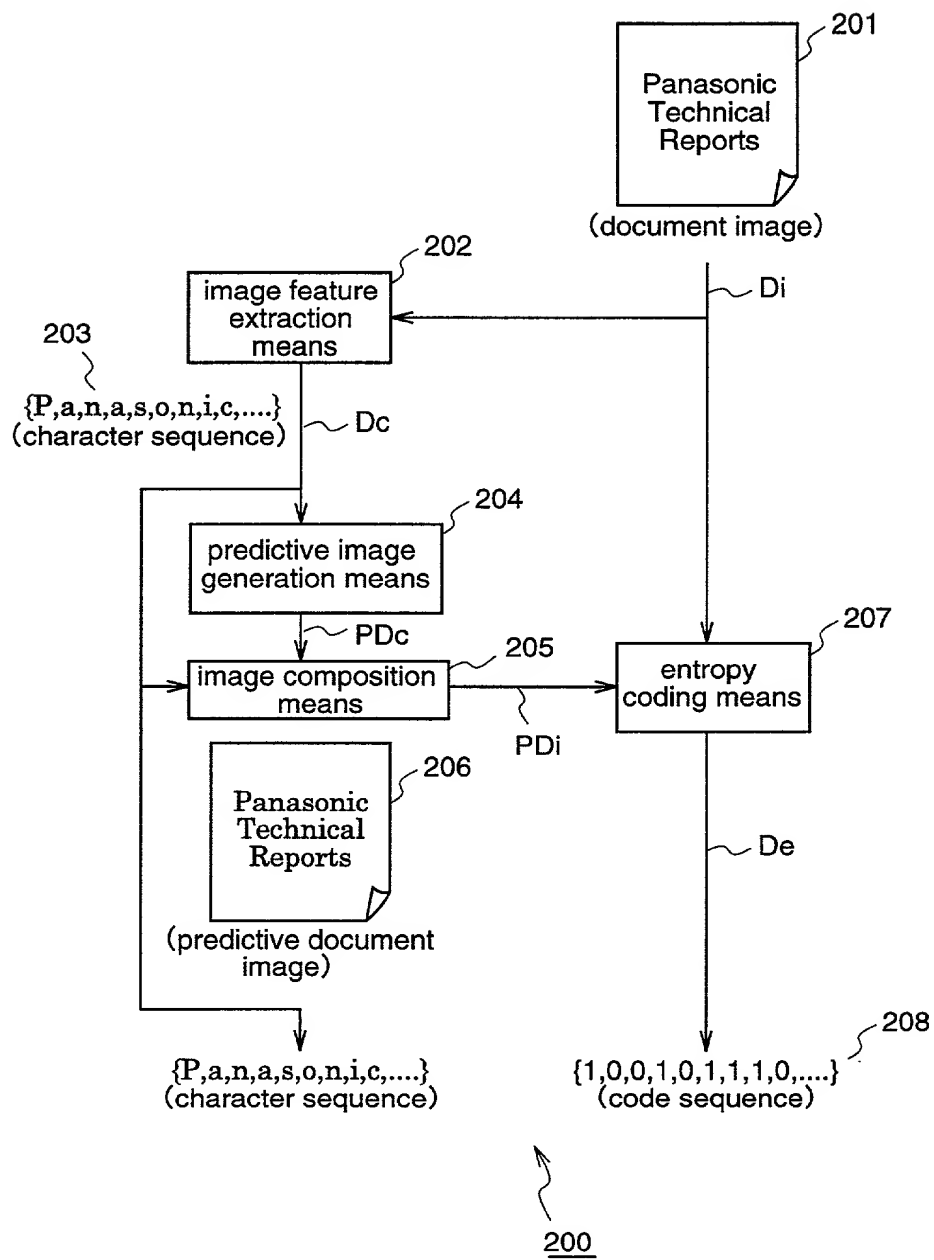 201
Panasonic
Technical
Reports
(document image)
202
Di
image feature
extraction
means
203
{P,a,n,a,s,o,n,i,c,....}
(character sequence)
Dc
204
predictive image
generation means
PDc
205
207
image composition
means
entropy
coding means
PDi
206
Panasonic
Technical
Reports
De
(predictive document
image)
208
{P,a,n,a,s,o,n,i,c,....}
(character sequence)
{1,0,0,1,0,1,1,1,0,....}
(code sequence)
200